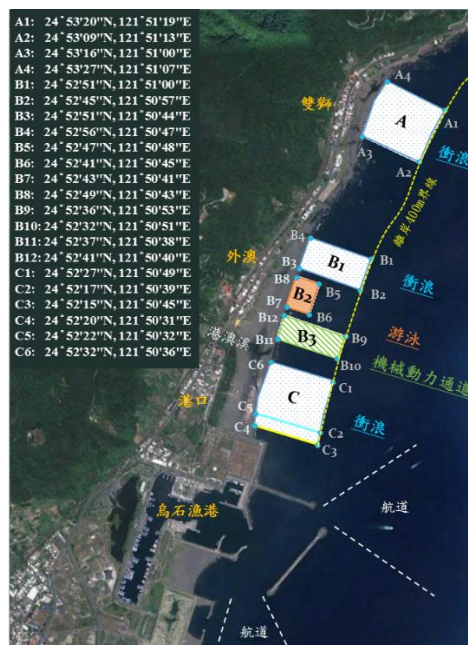 A1: 24°53'20"N, 121°51'19"E
A2: 24°53'09"N, 121°51'13"E
A3: 24°53'16"N, 121°51'00"E
A4: 24°53'27"N, 121°51'07"E
B1: 24°52'51"N, 121°51'00"E
B2: 24°52'45"N, 121°50'57"E
B3: 24°52'51"N, 121°50'44"E
B4: 24°52'56"N, 121°50'47"E
B5: 24°52'47"N, 121°50'48"E
B6: 24°52'41"N, 121°50'45"E
B7: 24°52'43"N, 121°50'41"E
B8: 24°52'49"N, 121°50'43"E
B9: 24°52'36"N, 121°50'53"E
B10: 24°52'32"N, 121°50'51"E
B11: 24°52'37"N, 121°50'38"E
B12: 24°52'41"N, 121°50'40"E
C1: 24°52'27"N, 121°50'49"E
C2: 24°52'17"N, 121°50'39"E
C3: 24°52'15"N, 121°50'45"E
C4: 24°52'20"N, 121°50'31"E
C5: 24°52'22"N, 121°50'32"E
C6: 24°52'32"N, 121°50'36"E
A4
雙獅
A
A1
A3
A2
衝浪
離岸400m界線
B4
外澳
B1
B1
B3
B8
B5
衝浪
B2
B2
B7
B6
B12
游泳
港澳溪
B3
B9
B11
B10
機械動力通道
C6
C1
港口
C
衝浪
C5
C4
C2
C3
烏石漁港
航道
航道